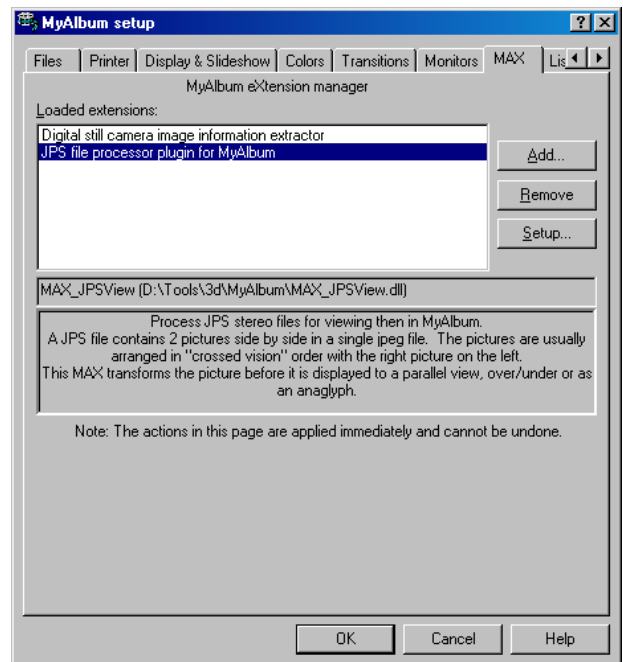 MyAlbum setup
Files Printer Display & Slideshow Colors Transitions Monitors MAX Lis
MyAlbum eXtension manager
Loaded extensions:
Digital still camera image information extractor
JPS file processor plugin for MyAlbum
Add...
Remove
Setup...
MAX_JPSView (D:\Tools\3d\MyAlbum\MAX_JPSView.dll)
Process JPS stereo files for viewing then in MyAlbum.
A JPS file contains 2 pictures side by side in a single jpeg file.  The pictures are usually
arranged in "crossed vision" order with the right picture on the left.
This MAX transforms the picture before it is displayed to a parallel view, over/under or as
an anaglyph.
Note: The actions in this page are applied immediately and cannot be undone.
OK Cancel Help